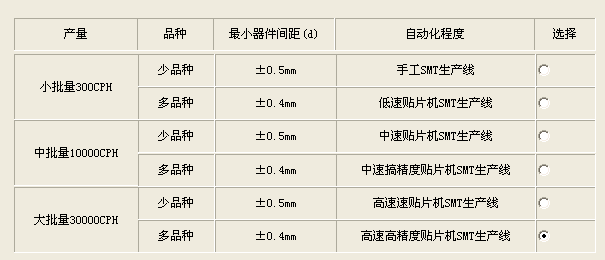 产量 品种 最小器件间距(d) 自动化程度 选择
小批量300CPH 少品种 ±0.5mm 手工SMT生产线
多品种 ±0.4mm 低速贴片机SMT生产线
中批量10000CPH 少品种 ±0.5mm 中速贴片机SMT生产线
多品种 ±0.4mm 中速搞精度贴片机SMT生产线
大批量30000CPH 少品种 ±0.5mm 高速速贴片机SMT生产线
多品种 ±0.4mm 高速高精度贴片机SMT生产线